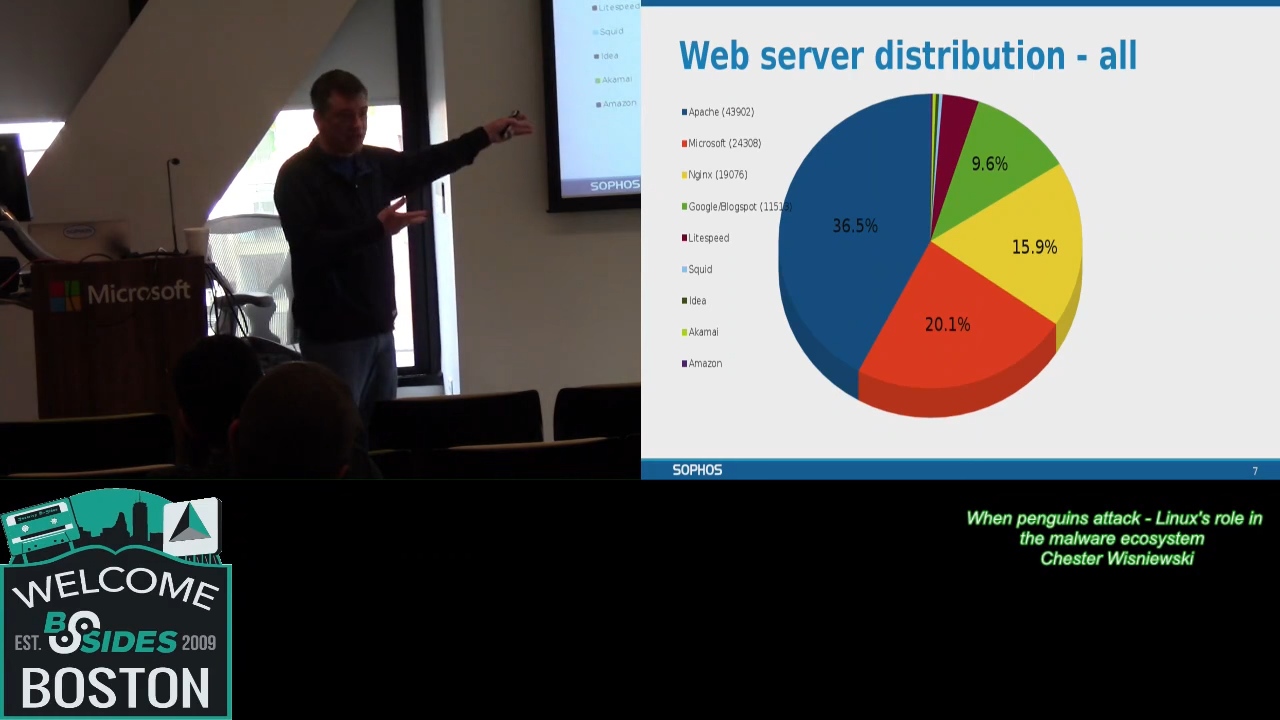 Litespeed
Squid
Idea
Akamai
Amazon
SOPHOS
Microsoft
Web server distribution - all
Apache (43902)
Microsoft (24308)
Nginx (19076)
Google/Blogspot (11513)
Litespeed
Squid
Idea
Akamai
Amazon
36.5%
9.6%
15.9%
20.1%
SOPHOS
7
When penguins attack - Linux's role in
the malware ecosystem
Chester Wisniewski
WELCOME
EST. BSIDES 2009
BOSTON